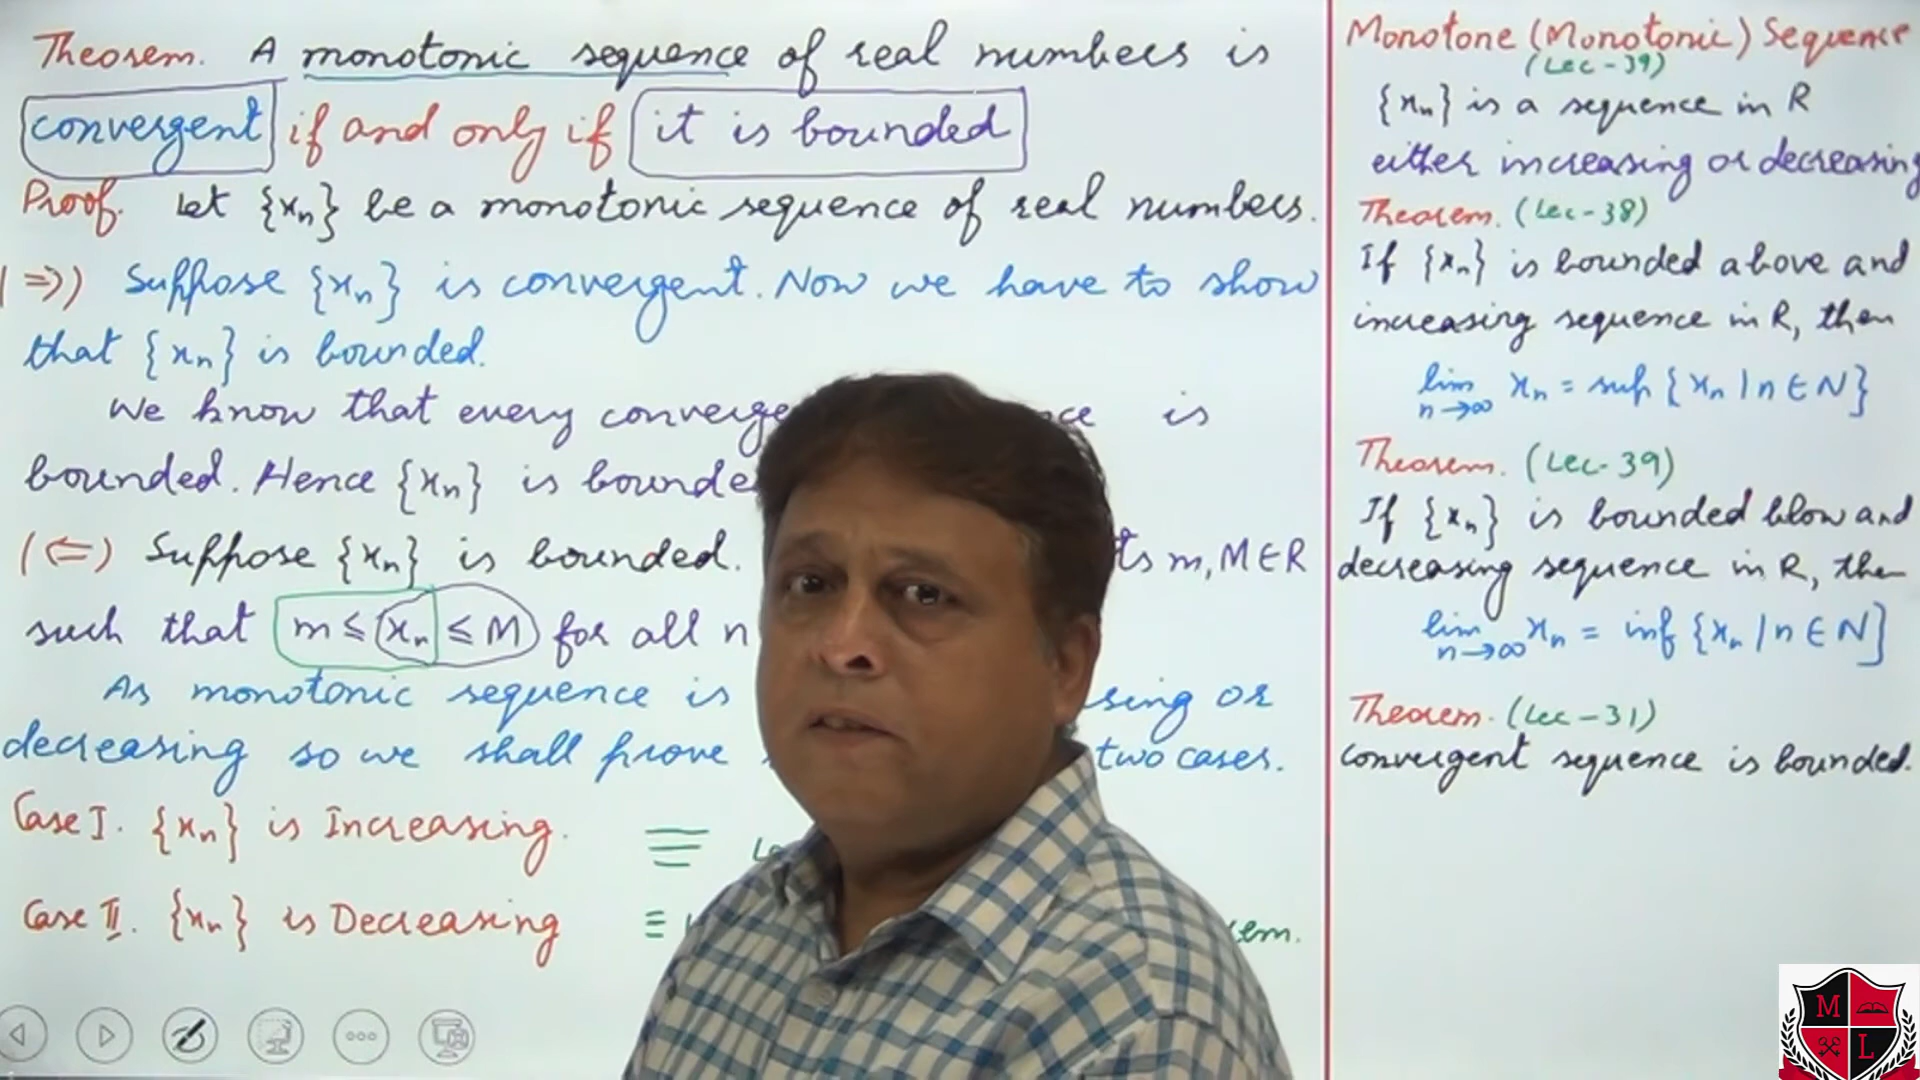 Theorem. A monotonic sequence of real numbers is
convergent if and only if it is bounded
Proof. Let {xₙ} be a monotonic sequence of real numbers.
(⇒) Suppose {xₙ} is convergent. Now we have to show
that {xₙ} is bounded.
We know that every is
bounded. Hence {xₙ} is
(⇐) Suppose {xₙ} is bounded. m, M ∈ R
such that m ≤ xₙ ≤ M for all n
As monotonic sequence is or
decreasing so we shall prove two cases.
Case I. {xₙ} is Increasing.
Case II. {xₙ} is Decreasing
Monotone (Monotonic) Sequence
(Lec-39)
{xₙ} is a sequence in R
either increasing or decreasing
Theorem. (Lec-38)
If {xₙ} is bounded above and
increasing sequence in R, then
lim n→∞ xₙ = sup {xₙ | n ∈ N}
Theorem. (Lec-39)
If {xₙ} is bounded blow and
decreasing sequence in R, then
lim n→∞ xₙ = inf {xₙ | n ∈ N}
Theorem. (Lec-31)
Convergent sequence is bounded.
M
L